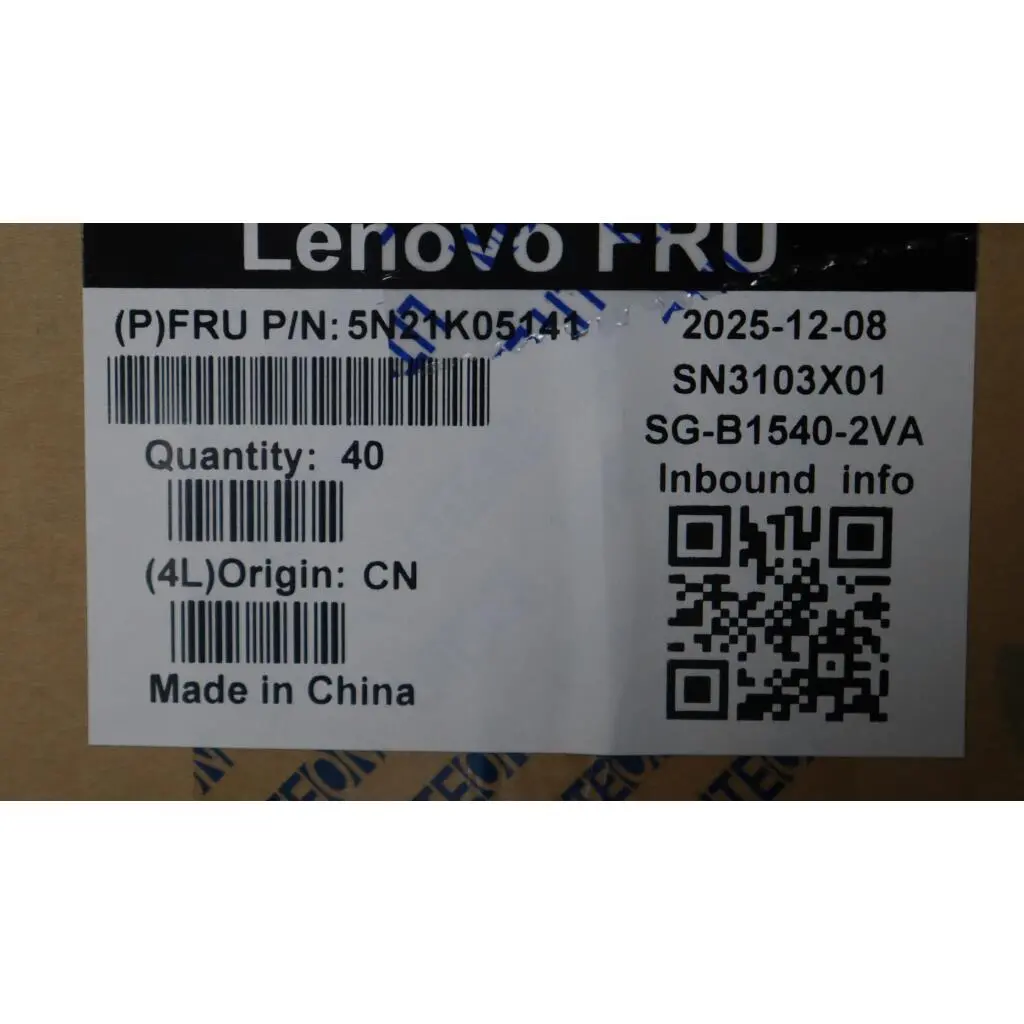 Lenovo FRU
(P)FRU P/N: 5N21K05141
2025-12-08
SN3103X01
SG-B1540-2VA
Quantity: 40
Inbound info
(4L)Origin: CN
Made in China